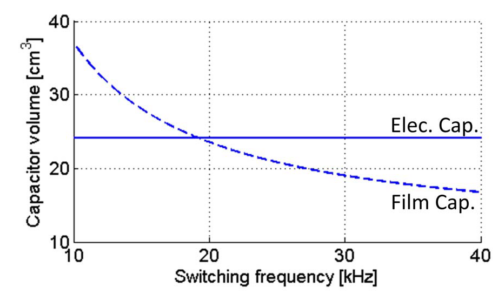 Capacitor volume [cm³]
40
30
20
10
Elec. Cap.
Film Cap.
10
20
30
40
Switching frequency [kHz]